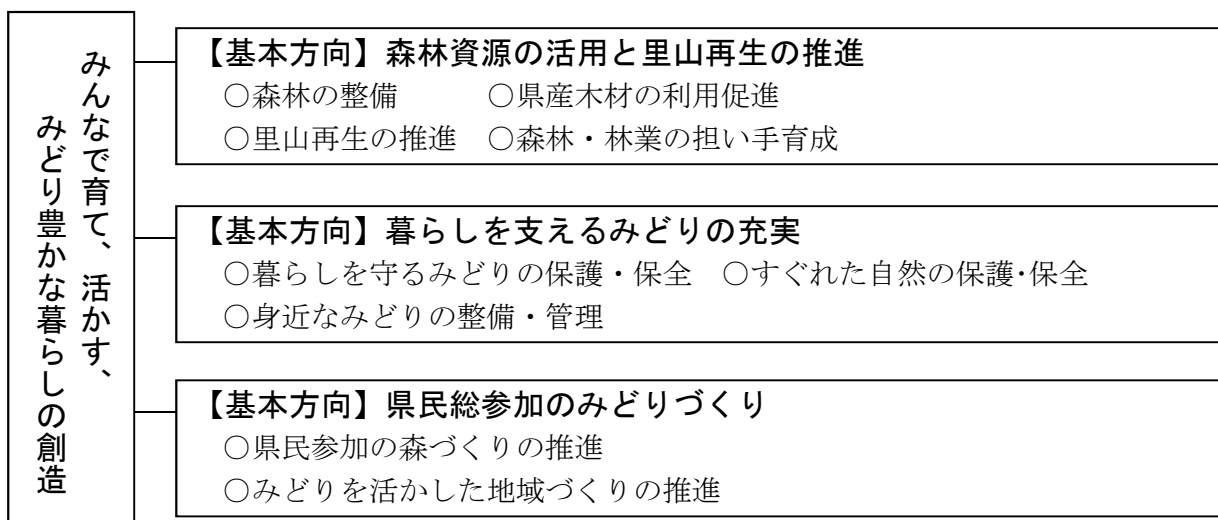 みんなで育て、活かす、
みどり豊かな暮らしの創造
【基本方向】森林資源の活用と里山再生の推進
○森林の整備　○県産木材の利用促進
○里山再生の推進　○森林・林業の担い手育成
【基本方向】暮らしを支えるみどりの充実
○暮らしを守るみどりの保護・保全　○すぐれた自然の保護･保全
○身近なみどりの整備・管理
【基本方向】県民総参加のみどりづくり
○県民参加の森づくりの推進
○みどりを活かした地域づくりの推進